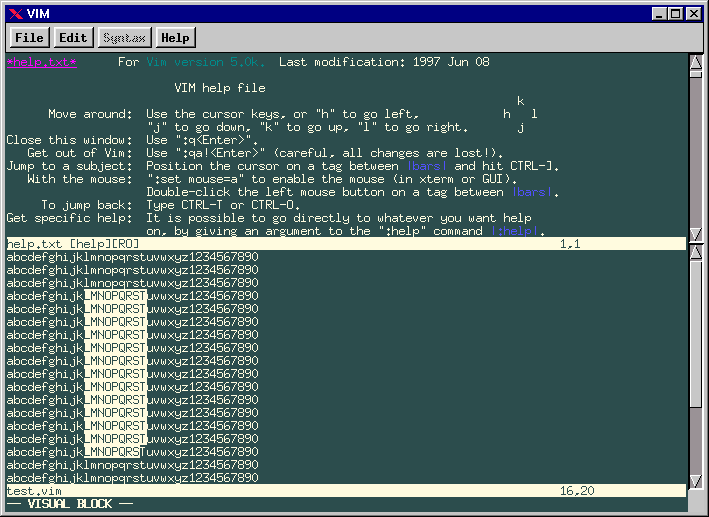 VIM
File Edit Syntax Help
*help.txt* For Vim version 5.0k. Last modification: 1997 Jun 08
VIM help file
k
Move around: Use the cursor keys, or "h" to go left, h l
"j" to go down, "k" to go up, "l" to go right. j
Close this window: Use ":q<Enter>".
Get out of Vim: Use ":qa!<Enter>" (careful, all changes are lost!).
Jump to a subject: Position the cursor on a tag between |bars| and hit CTRL-].
With the mouse: ":set mouse=a" to enable the mouse (in xterm or GUI).
Double-click the left mouse button on a tag between |bars|.
To jump back: Type CTRL-T or CTRL-O.
Get specific help: It is possible to go directly to whatever you want help
on, by giving an argument to the ":help" command |:help|.
help.txt [Help][RO] 1,1
abcdefghijklmnopqrstuvwxyz1234567890
abcdefghijklmnopqrstuvwxyz1234567890
abcdefghijklmnopqrstuvwxyz1234567890
abcdefghijkLMNOPQRSTuvwxyz1234567890
abcdefghijkLMNOPQRSTuvwxyz1234567890
abcdefghijkLMNOPQRSTuvwxyz1234567890
abcdefghijkLMNOPQRSTuvwxyz1234567890
abcdefghijkLMNOPQRSTuvwxyz1234567890
abcdefghijkLMNOPQRSTuvwxyz1234567890
abcdefghijkLMNOPQRSTuvwxyz1234567890
abcdefghijkLMNOPQRSTuvwxyz1234567890
abcdefghijkLMNOPQRSTuvwxyz1234567890
abcdefghijkLMNOPQRSTuvwxyz1234567890
abcdefghijkLMNOPQRSTuvwxyz1234567890
abcdefghijkLMNOPQRSTuvwxyz1234567890
abcdefghijkLMNOPQRSTuvwxyz1234567890
abcdefghijklmnopqrstuvwxyz1234567890
abcdefghijklmnopqrstuvwxyz1234567890
test.vim 16,20
-- VISUAL BLOCK --